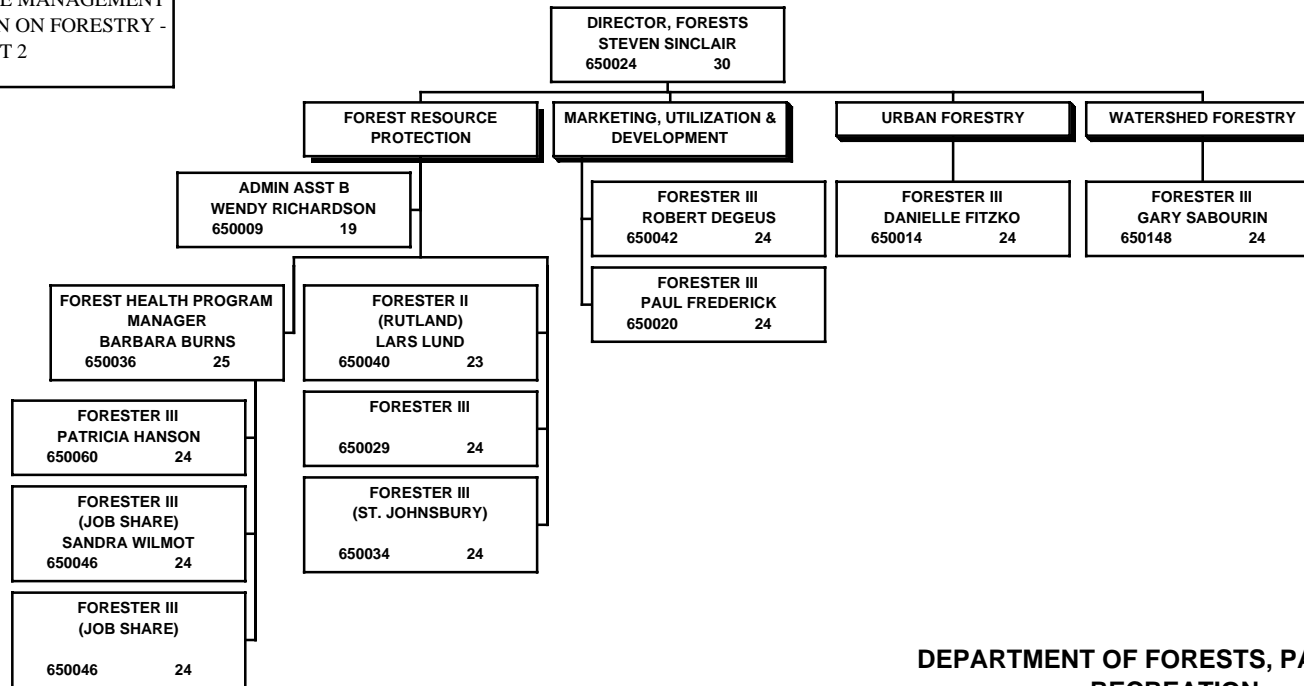 MANAGEMENT
ON FORESTRY -
2
DIRECTOR, FORESTS
STEVEN SINCLAIR
650024 30
FOREST RESOURCE
PROTECTION
MARKETING, UTILIZATION &
DEVELOPMENT
URBAN FORESTRY
WATERSHED FORESTRY
ADMIN ASST B
WENDY RICHARDSON
650009 19
FORESTER III
ROBERT DEGEUS
650042 24
FORESTER III
DANIELLE FITZKO
650014 24
FORESTER III
GARY SABOURIN
650148 24
FORESTER III
PAUL FREDERICK
650020 24
FOREST HEALTH PROGRAM
MANAGER
BARBARA BURNS
650036 25
FORESTER II
(RUTLAND)
LARS LUND
650040 23
FORESTER III
PATRICIA HANSON
650060 24
FORESTER III
650029 24
FORESTER III
(JOB SHARE)
SANDRA WILMOT
650046 24
FORESTER III
(ST. JOHNSBURY)
650034 24
FORESTER III
(JOB SHARE)
650046 24
DEPARTMENT OF FORESTS,